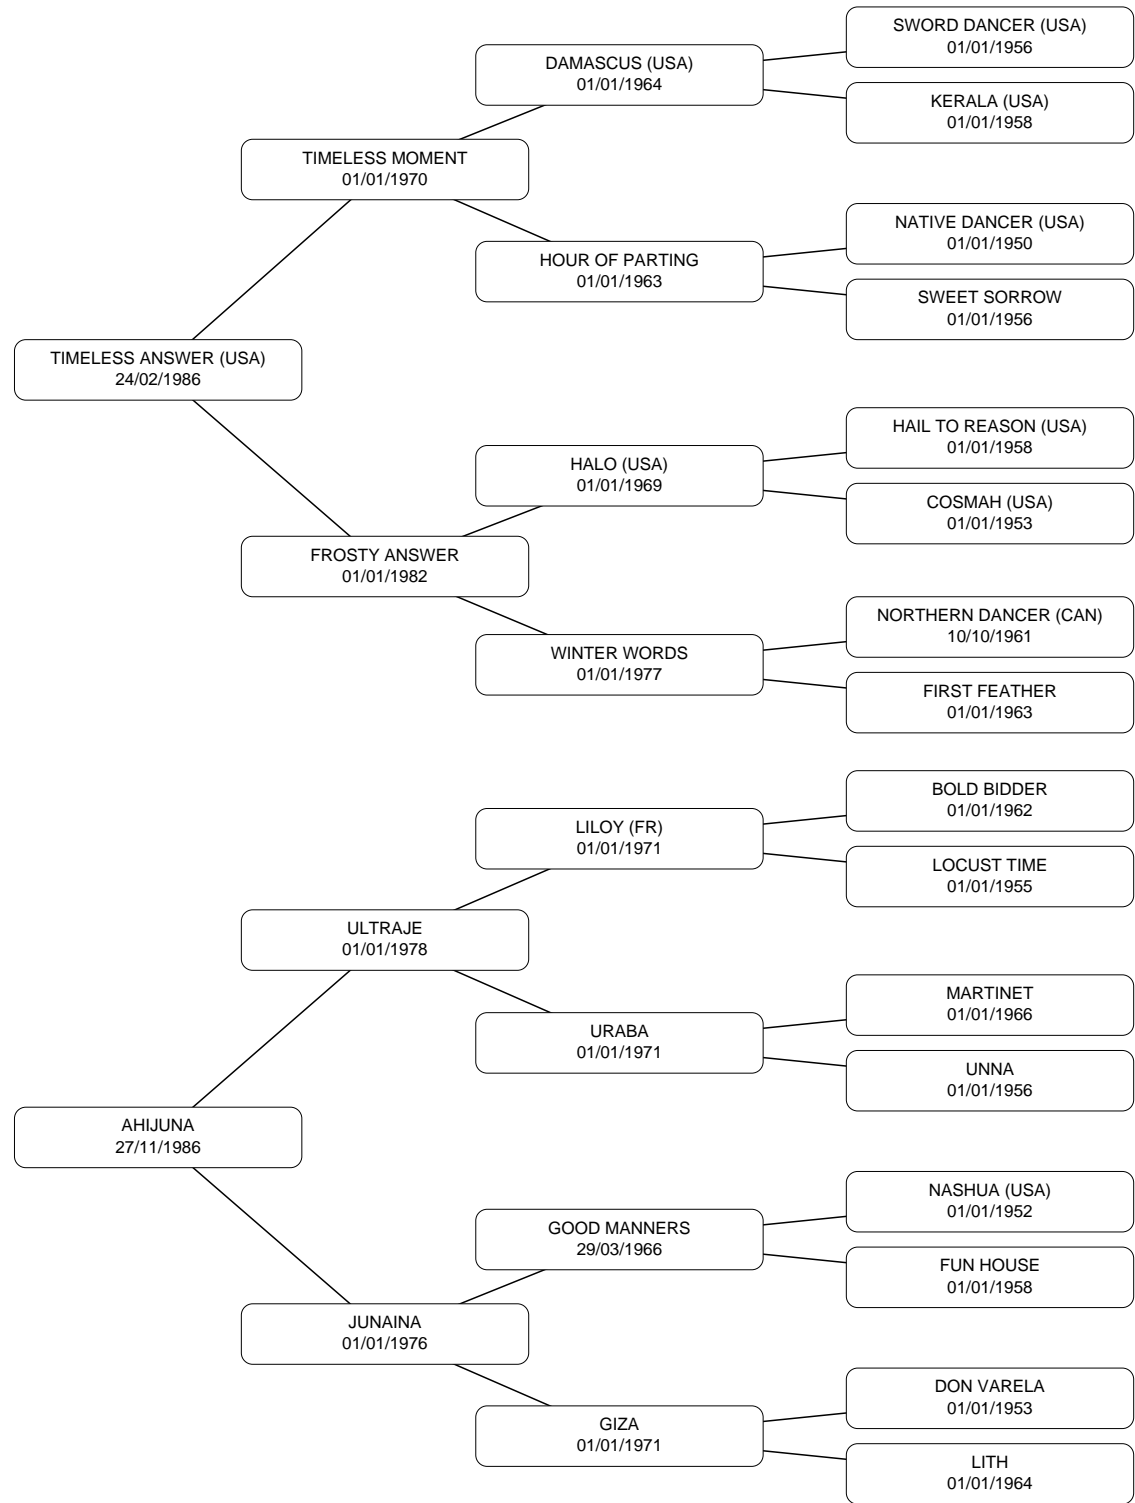 SWORD DANCER (USA)
01/01/1956
DAMASCUS (USA)
01/01/1964
KERALA (USA)
01/01/1958
TIMELESS MOMENT
01/01/1970
NATIVE DANCER (USA)
01/01/1950
HOUR OF PARTING
01/01/1963
SWEET SORROW
01/01/1956
TIMELESS ANSWER (USA)
24/02/1986
HAIL TO REASON (USA)
01/01/1958
HALO (USA)
01/01/1969
COSMAH (USA)
01/01/1953
FROSTY ANSWER
01/01/1982
NORTHERN DANCER (CAN)
10/10/1961
WINTER WORDS
01/01/1977
FIRST FEATHER
01/01/1963
BOLD BIDDER
01/01/1962
LILOY (FR)
01/01/1971
LOCUST TIME
01/01/1955
ULTRAJE
01/01/1978
MARTINET
01/01/1966
URABA
01/01/1971
UNNA
01/01/1956
AHIJUNA
27/11/1986
NASHUA (USA)
01/01/1952
GOOD MANNERS
29/03/1966
FUN HOUSE
01/01/1958
JUNAINA
01/01/1976
DON VARELA
01/01/1953
GIZA
01/01/1971
LITH
01/01/1964